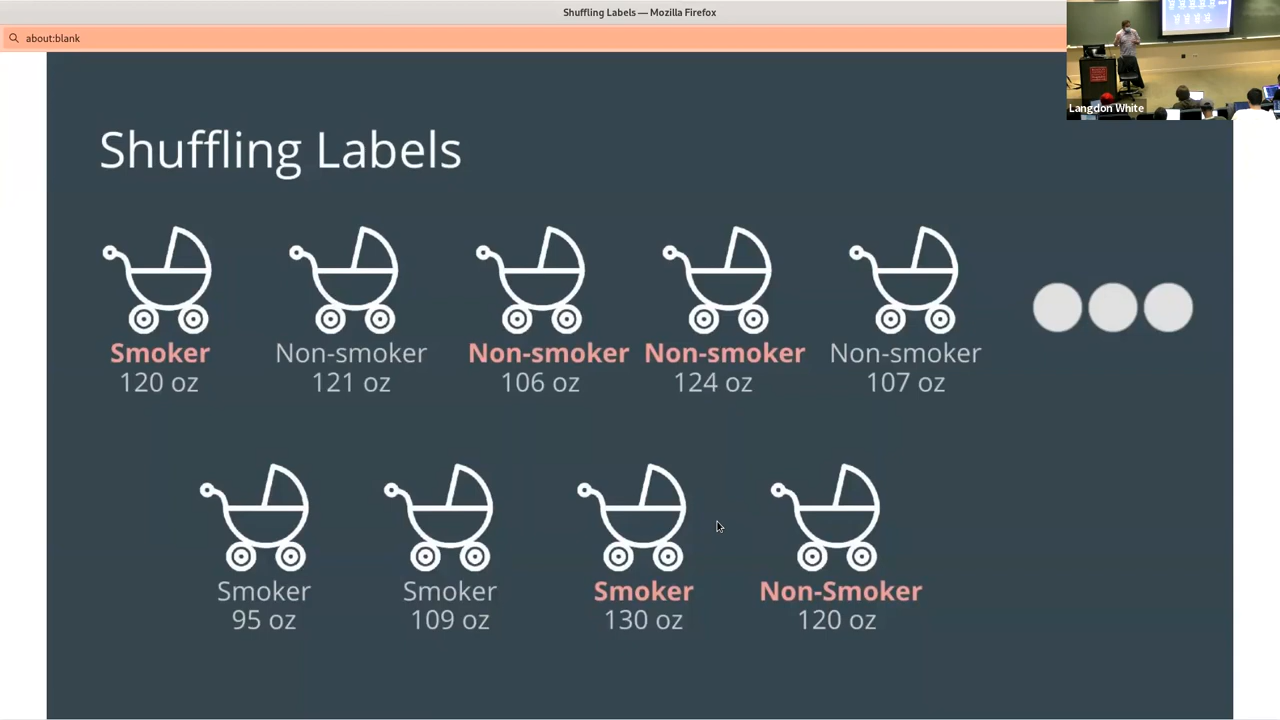 Shuffling Labels — Mozilla Firefox
about:blank
Langdon White
Shuffling Labels
Smoker Non-smoker Non-smoker Non-smoker Non-smoker
120 oz 121 oz 106 oz 124 oz 107 oz
Smoker Smoker Smoker Non-Smoker
95 oz 109 oz 130 oz 120 oz